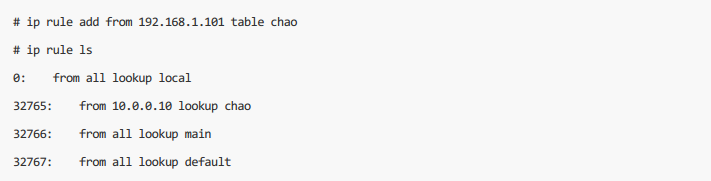 # ip rule add from 192.168.1.101 table chao
# ip rule ls
0:    from all lookup local
32765:    from 10.0.0.10 lookup chao
32766:    from all lookup main
32767:    from all lookup default